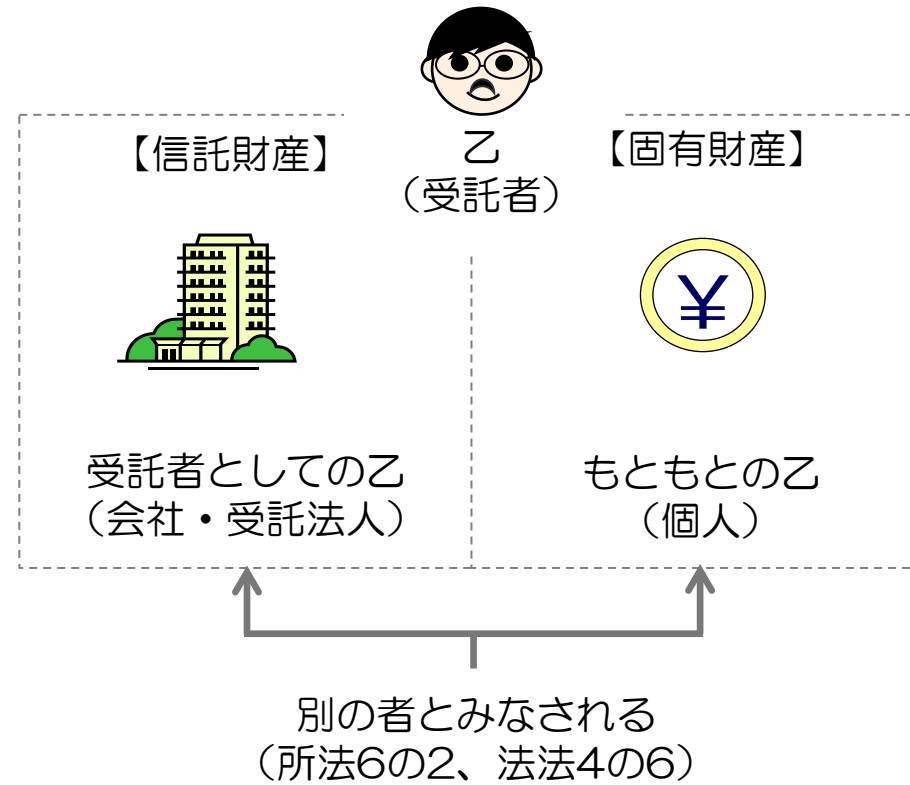 乙
（受託者）
【信託財産】
【固有財産】
¥
受託者としての乙
（会社・受託法人）
もともとの乙
（個人）
別の者とみなされる
（所法6の2、法法4の6）